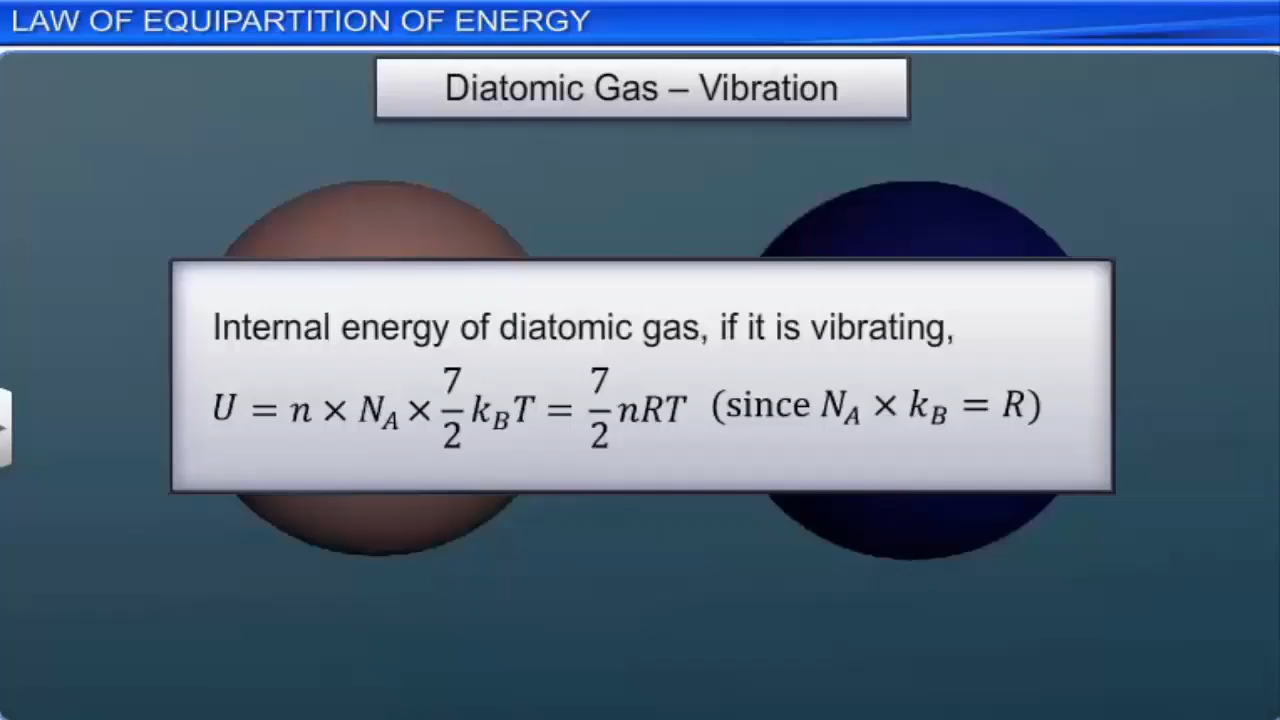 LAW OF EQUIPARTITION OF ENERGY
Diatomic Gas – Vibration
Internal energy of diatomic gas, if it is vibrating,
U = n × N_A × 7/2 k_B T = 7/2 nRT (since N_A × k_B = R)